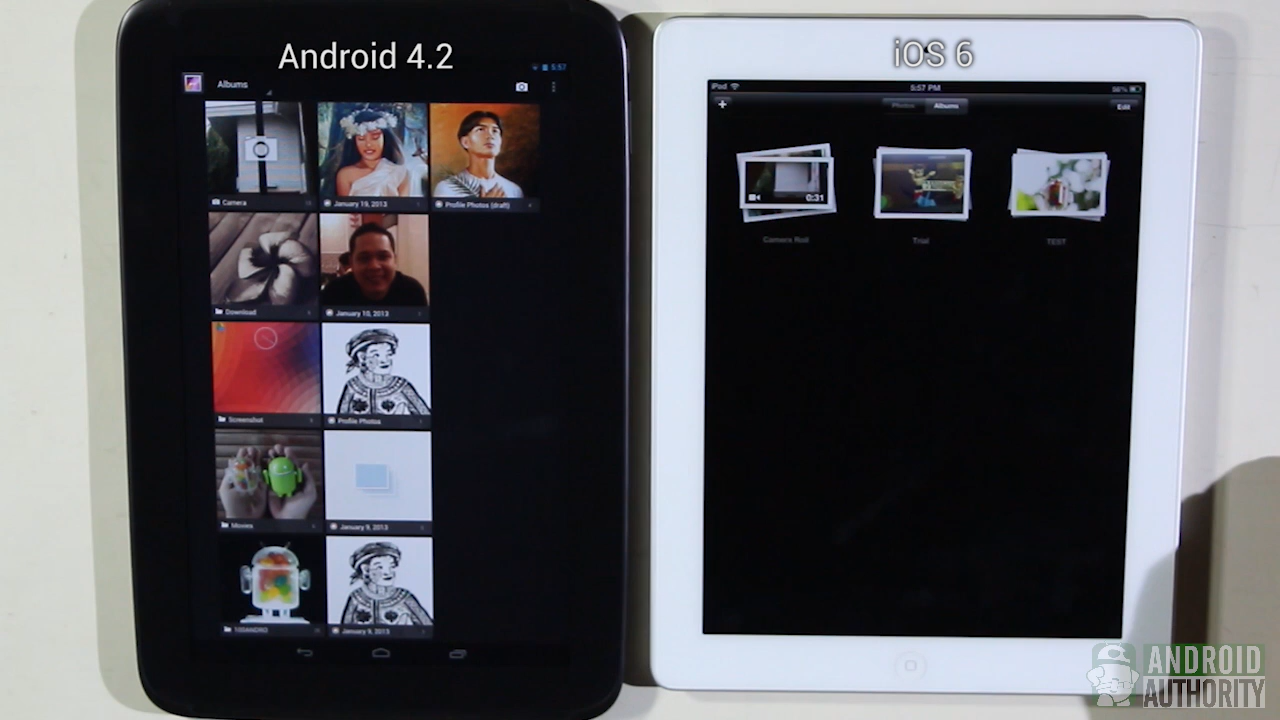 Android 4.2
iOS 6
5:57
Albums
Camera
January 19, 2013
Profile Photos (draft)
Download
January 10, 2013
Screenshot
Profile Photos
Movies
January 9, 2013
100ANDRO
January 9, 2013
iPod
5:57 PM
+
Photos
Albums
Edit
0:31
Camera Roll
Trial
TEST
ANDROID
AUTHORITY